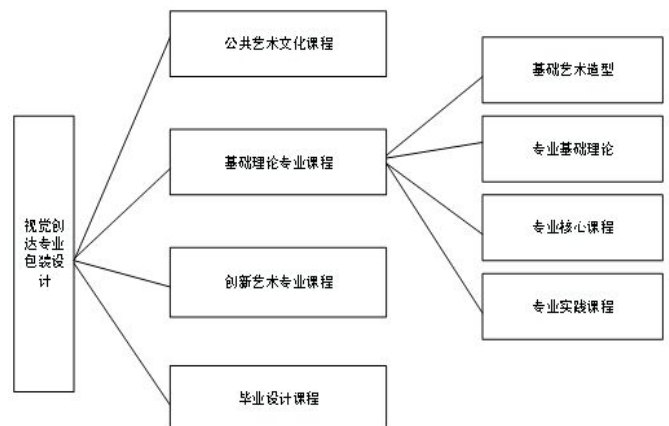 视觉创
达专业
包装设
计
公共艺术文化课程
基础理论专业课程
创新艺术专业课程
毕业设计课程
基础艺术造型
专业基础理论
专业核心课程
专业实践课程